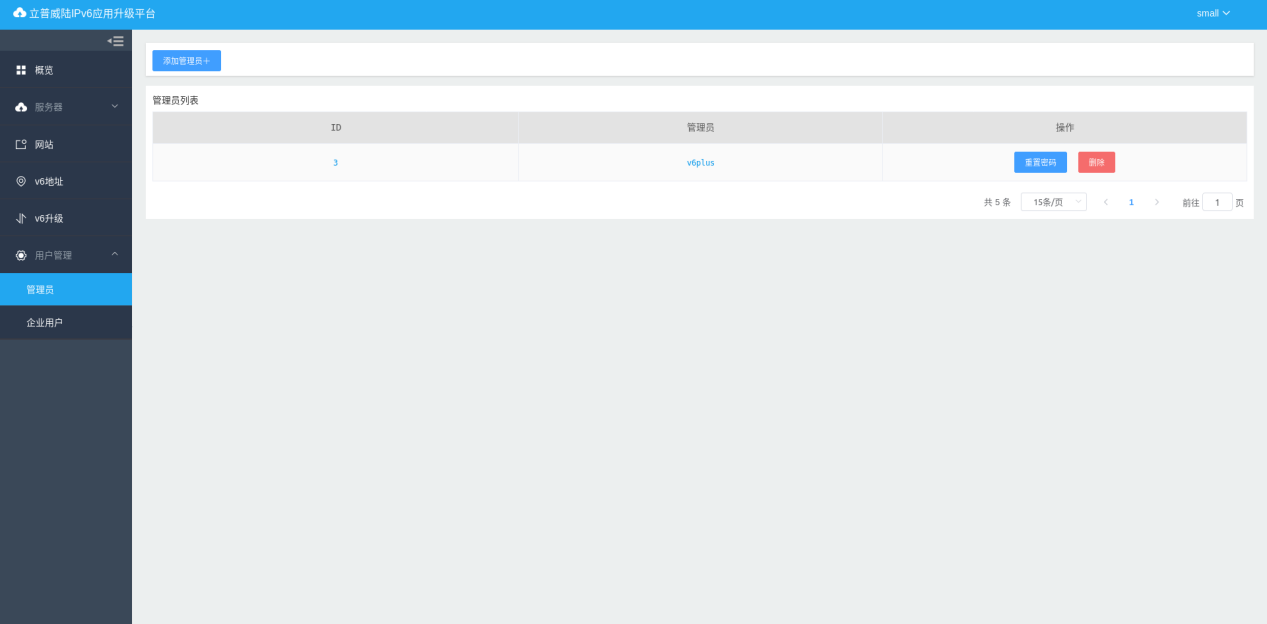 立普威陆IPv6应用升级平台
small
概览
服务器
网站
v6地址
v6升级
用户管理
管理员
企业用户
添加管理员+
管理员列表
ID 管理员 操作
3 v6plus 重置密码 删除
共 5 条 15条/页 1 前往 1 页